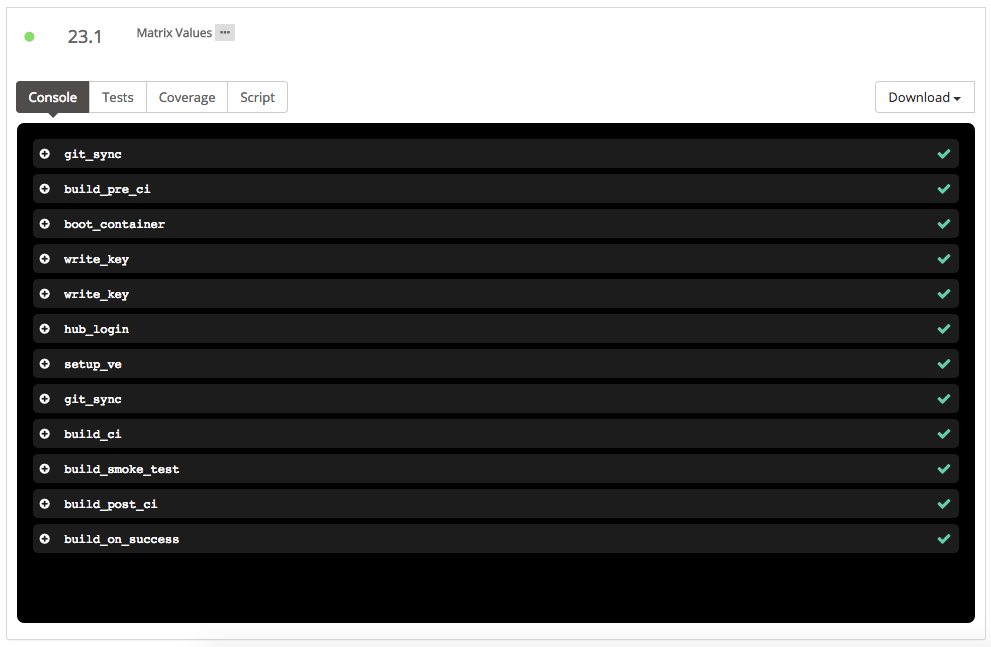 23.1 Matrix Values ...
Console Tests Coverage Script Download
git_sync
build_pre_ci
boot_container
write_key
write_key
hub_login
setup_ve
git_sync
build_ci
build_smoke_test
build_post_ci
build_on_success